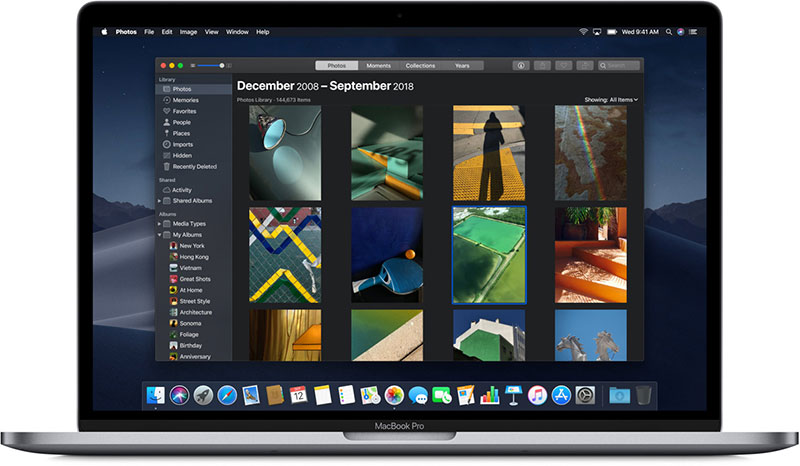 Photos File Edit Image View Window Help Wed 9:41 AM
Photos Moments Collections Years Search
Library
Photos
Memories
Favorites
People
Places
Imports
Hidden
Recently Deleted
Shared
Activity
Shared Albums
Albums
Media Types
My Albums
New York
Hong Kong
Vietnam
Great Shots
At Home
Street Style
Architecture
Sonoma
Foliage
Birthday
Anniversary
December 2008 – September 2018
Photos Library · 144,673 Items Showing: All Items
12
MacBook Pro